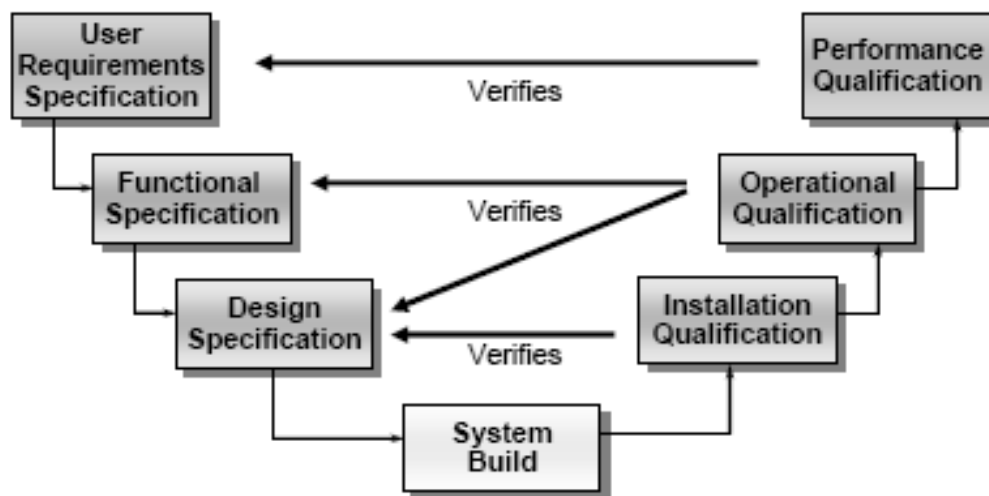 User
Requirements
Specification
Verifies
Performance
Qualification
Functional
Specification
Verifies
Operational
Qualification
Design
Specification
Verifies
Installation
Qualification
System
Build